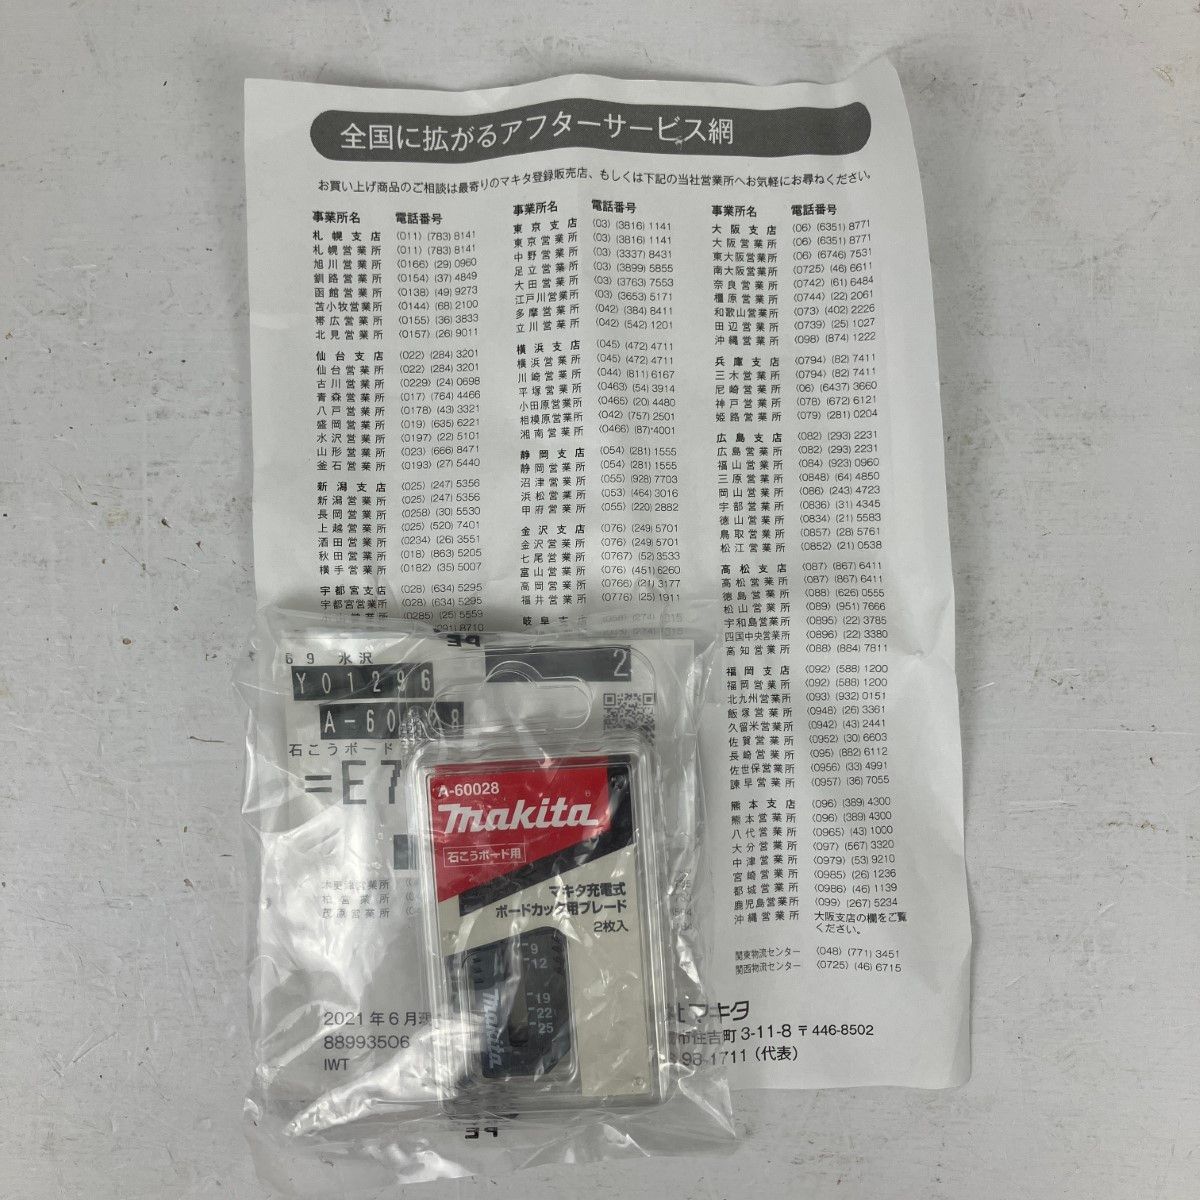 全国に拡がるアフターサービス網
お買い上げ商品のご相談は最寄りのマキタ登録販売店、もしくは下記の当社営業所へお気軽にお尋ねください。
事業所名 電話番号
札幌支店 (011) (783) 8141
札幌営業所 (011) (783) 8141
旭川営業所 (0166) (29) 0960
釧路営業所 (0154) (37) 4849
函館営業所 (0138) (49) 9273
苫小牧営業所 (0144) (68) 2100
帯広営業所 (0155) (36) 3833
北見営業所 (0157) (26) 9011
仙台支店 (022) (284) 3201
仙台営業所 (022) (284) 3201
古川営業所 (0229) (24) 0698
青森営業所 (017) (764) 4466
八戸営業所 (0178) (43) 3321
盛岡営業所 (019) (635) 6221
水沢営業所 (0197) (22) 5101
山形営業所 (023) (666) 8471
釜石営業所 (0193) (27) 5440
新潟支店 (025) (247) 5356
新潟営業所 (025) (247) 5356
長岡営業所 (0258) (30) 5530
上越営業所 (025) (520) 7401
酒田営業所 (0234) (26) 3551
秋田営業所 (018) (863) 5205
横手営業所 (0182) (35) 5007
宇都宮支店 (028) (634) 5295
宇都宮営業所 (028) (634) 5295
(0285) (25) 5559
8710
事業所名 電話番号
東京支店 (03) (3816) 1141
東京営業所 (03) (3816) 1141
中野営業所 (03) (3337) 8431
足立営業所 (03) (3899) 5855
大田営業所 (03) (3763) 7553
江戸川営業所 (03) (3653) 5171
多摩営業所 (042) (384) 8411
立川営業所 (042) (542) 1201
横浜支店 (045) (472) 4711
横浜営業所 (045) (472) 4711
川崎営業所 (044) (811) 6167
平塚営業所 (0463) (54) 3914
小田原営業所 (0465) (20) 4480
相模原営業所 (042) (757) 2501
湘南営業所 (0466) (87) 4001
静岡支店 (054) (281) 1555
静岡営業所 (054) (281) 1555
沼津営業所 (055) (928) 7703
浜松営業所 (053) (464) 3016
甲府営業所 (055) (220) 2882
金沢支店 (076) (249) 5701
金沢営業所 (076) (249) 5701
七尾営業所 (0767) (52) 3533
富山営業所 (076) (451) 6260
高岡営業所 (0766) (21) 3177
福井営業所 (0776) (25) 1911
岐阜支店 (058) (274) 1315
事業所名 電話番号
大阪支店 (06) (6351) 8771
大阪営業所 (06) (6351) 8771
東大阪営業所 (06) (6746) 7531
南大阪営業所 (0725) (46) 6611
奈良営業所 (0742) (61) 6484
橿原営業所 (0744) (22) 2061
和歌山営業所 (073) (402) 2226
田辺営業所 (0739) (25) 1027
沖縄営業所 (098) (874) 1222
兵庫支店 (0794) (82) 7411
三木営業所 (0794) (82) 7411
尼崎営業所 (06) (6437) 3660
神戸営業所 (078) (672) 6121
姫路営業所 (079) (281) 0204
広島支店 (082) (293) 2231
広島営業所 (082) (293) 2231
福山営業所 (084) (923) 0960
三原営業所 (0848) (64) 4850
岡山営業所 (086) (243) 4723
宇部営業所 (0836) (31) 4345
徳山営業所 (0834) (21) 5583
鳥取営業所 (0857) (28) 5761
松江営業所 (0852) (21) 0538
高松支店 (087) (867) 6411
高松営業所 (087) (867) 6411
徳島営業所 (088) (626) 0555
松山営業所 (089) (951) 7666
宇和島営業所 (0895) (22) 3785
四国中央営業所 (0896) (22) 3380
高知営業所 (088) (884) 7811
福岡支店 (092) (588) 1200
福岡営業所 (092) (588) 1200
北九州営業所 (093) (932) 0151
飯塚営業所 (0948) (26) 3361
久留米営業所 (0942) (43) 2441
佐賀営業所 (0952) (30) 6603
長崎営業所 (095) (882) 6112
佐世保営業所 (0956) (33) 4991
諫早営業所 (0957) (36) 7055
熊本支店 (096) (389) 4300
熊本営業所 (096) (389) 4300
八代営業所 (0965) (43) 1000
大分営業所 (097) (567) 3320
中津営業所 (0979) (53) 9210
宮崎営業所 (0985) (26) 1236
都城営業所 (0986) (46) 1139
鹿児島営業所 (099) (267) 5234
沖縄営業所 大阪支店の欄をご覧
ください。
関東物流センター (048) (771) 3451
関西物流センター (0725) (46) 6715
マキタ
住吉町 3-11-8 〒446-8502
98-1711 (代表)
69 水沢
Y01296
石こうボード
=E7
2
木更津営業所
柏営業所
茂原営業所
2021年6月現
88993506
IWT
A-60028
makita
石こうボード用
マキタ充電式
ボードカッタ用ブレード
2枚入
9
12
19
22
25
makita
PE